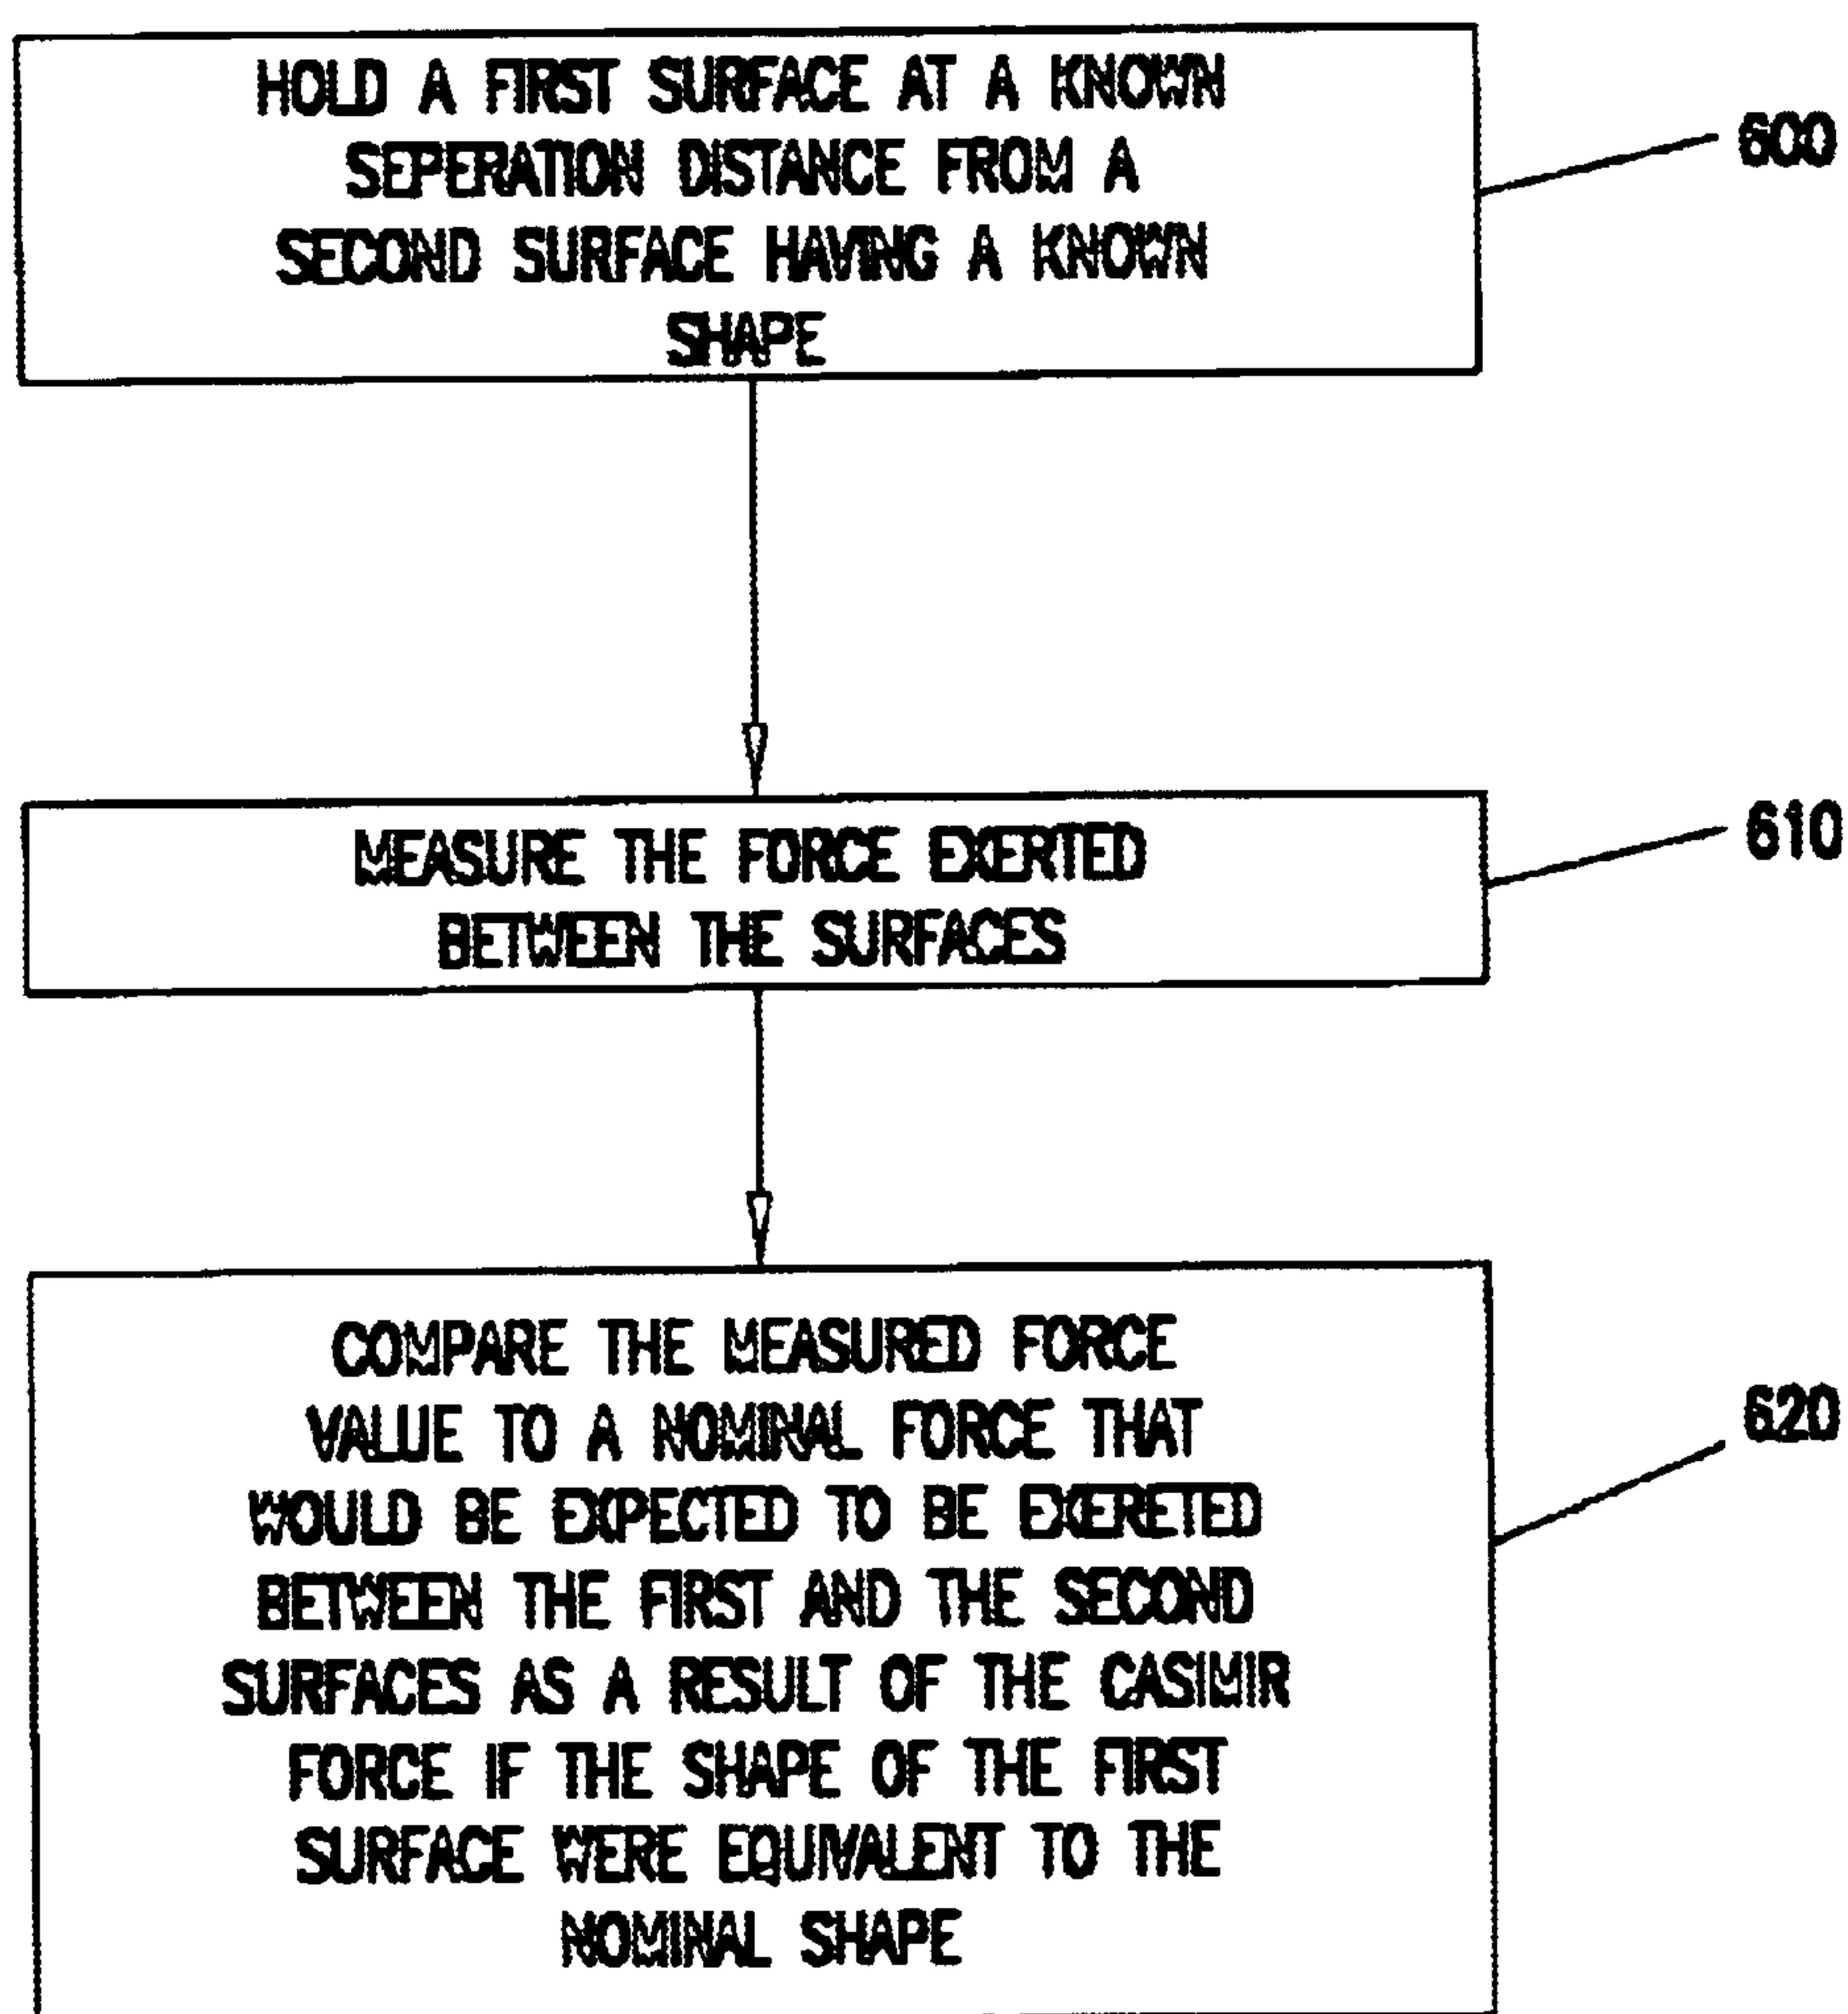 HOLD A FIRST SURFACE AT A KNOWN
SEPERATION DISTANCE FROM A
SECOND SURFACE HAVING A KNOWN
SHAPE
600
MEASURE THE FORCE EXERTED
BETWEEN THE SURFACES
610
COMPARE THE MEASURED FORCE
VALUE TO A NOMINAL FORCE THAT
WOULD BE EXPECTED TO BE EXERETED
BETWEEN THE FIRST AND THE SECOND
SURFACES AS A RESULT OF THE CASIMIR
FORCE IF THE SHAPE OF THE FIRST
SURFACE WERE EQUIVALENT TO THE
NOMINAL SHAPE
620